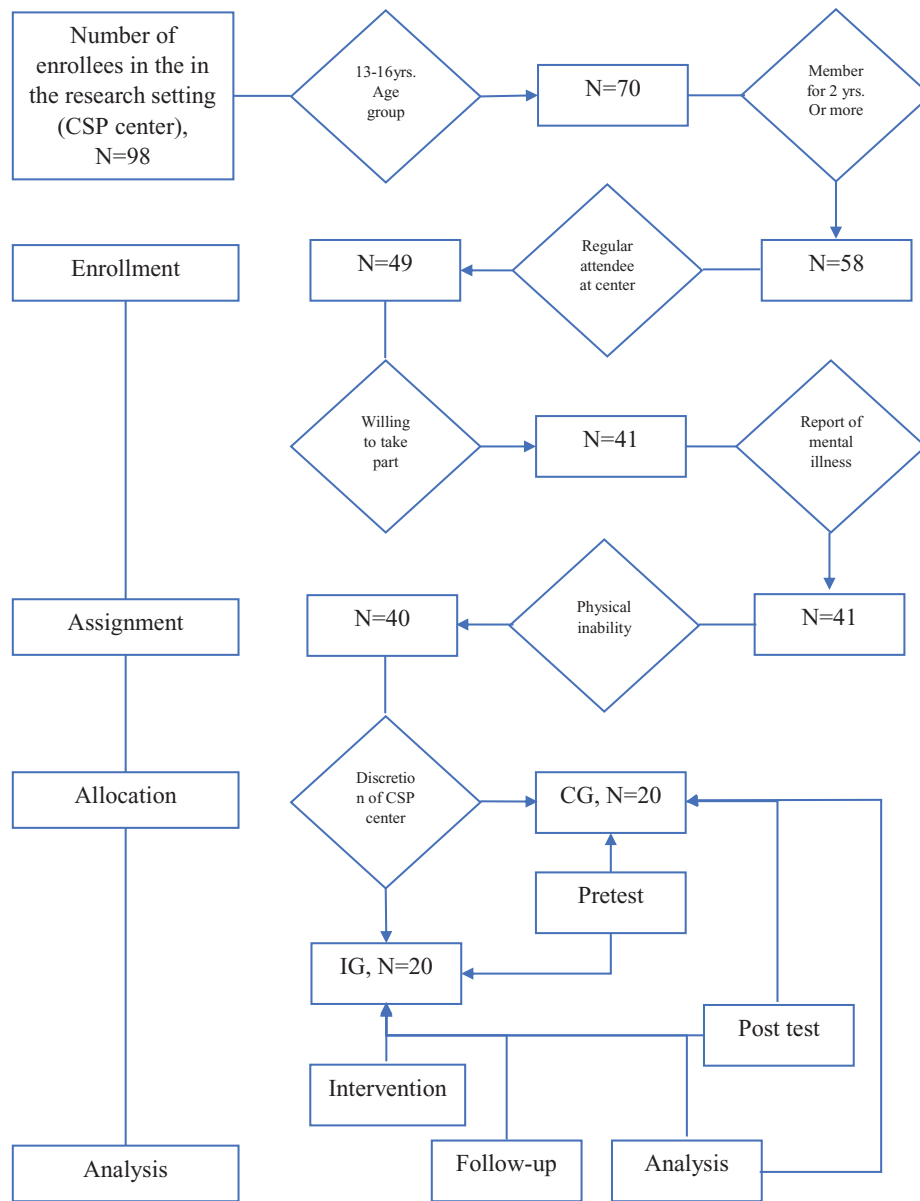 Number of
enrollees in the in
the research setting
(CSP center),
N=98
13-16yrs.
Age
group
N=70
Member
for 2 yrs.
Or more
Enrollment
N=49
Regular
attendee
at center
N=58
Willing
to take
part
N=41
Report of
mental
illness
Assignment
N=40
Physical
inability
N=41
Allocation
Discretio
n of CSP
center
CG, N=20
Pretest
IG, N=20
Post test
Intervention
Analysis
Follow-up
Analysis